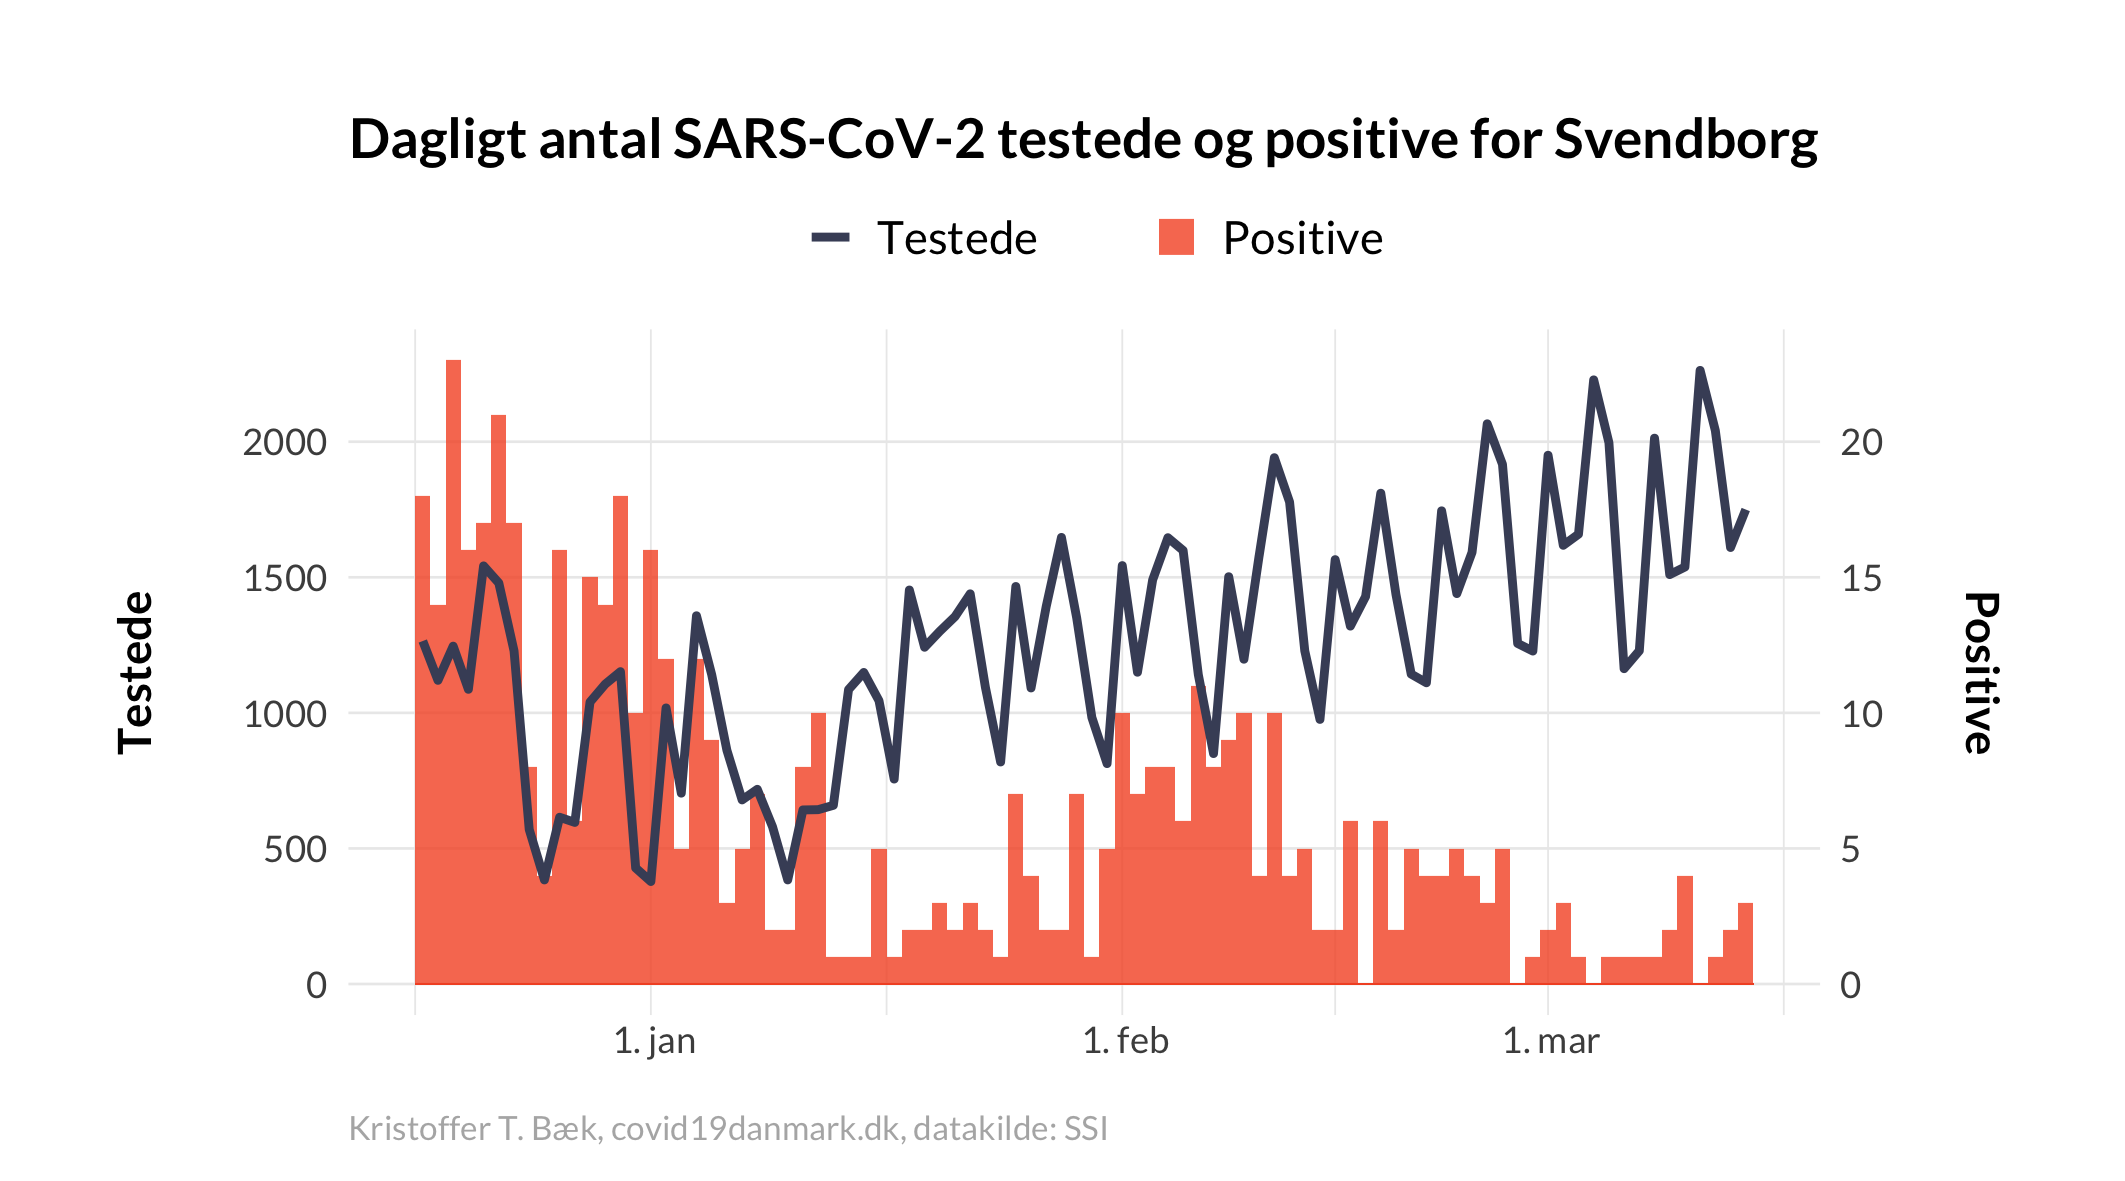 Dagligt antal SARS-CoV-2 testede og positive for Svendborg
Testede Positive
2000 20
1500 15
1000 10
500 5
0 0
Testede
Positive
1. jan 1. feb 1. mar
Kristoffer T. Bæk, covid19danmark.dk, datakilde: SSI